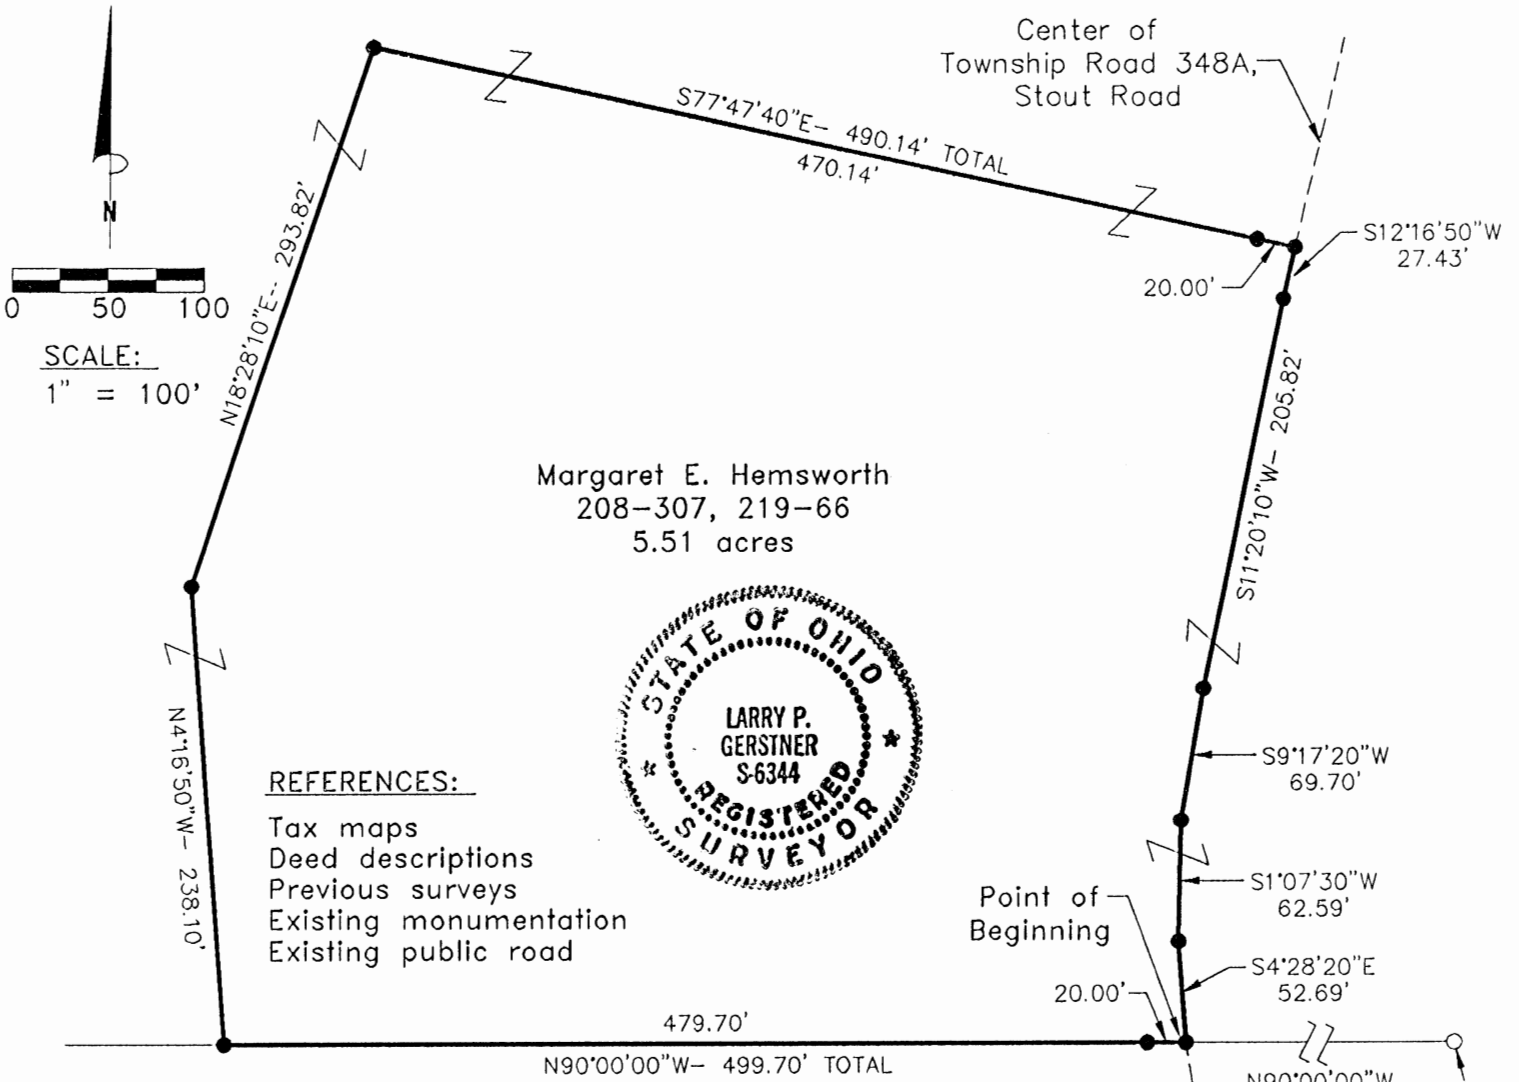 Center of
Township Road 348A,
Stout Road
S77°47'40"E- 490.14' TOTAL
470.14'
S12°16'50"W
27.43'
20.00'
N
0 50 100
SCALE:
1" = 100'
N18°28'10"E- 293.82'
S11°20'10"W- 205.82'
Margaret E. Hemsworth
208-307, 219-66
5.51 acres
STATE OF OHIO
LARRY P.
GERSTNER
S-6344
REGISTERED
SURVEYOR
N4°16'50"W- 238.10'
REFERENCES:
Tax maps
Deed descriptions
Previous surveys
Existing monumentation
Existing public road
S9°17'20"W
69.70'
S1°07'30"W
62.59'
Point of
Beginning
S4°28'20"E
52.69'
20.00'
479.70'
N90°00'00"W- 499.70' TOTAL
N90°00'00"W